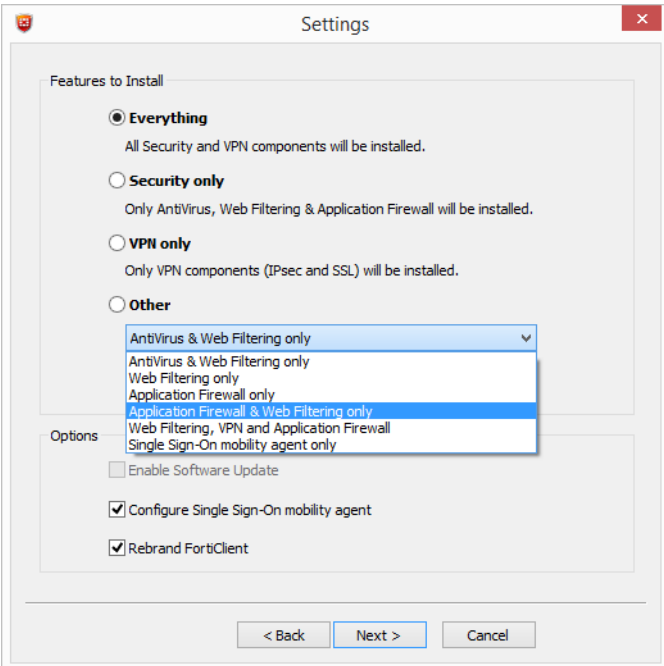 Settings
Features to Install
Everything
All Security and VPN components will be installed.
Security only
Only AntiVirus, Web Filtering & Application Firewall will be installed.
VPN only
Only VPN components (IPsec and SSL) will be installed.
Other
AntiVirus & Web Filtering only
AntiVirus & Web Filtering only
Web Filtering only
Application Firewall only
Application Firewall & Web Filtering only
Web Filtering, VPN and Application Firewall
Single Sign-On mobility agent only
Options
Enable Software Update
Configure Single Sign-On mobility agent
Rebrand FortiClient
< Back Next > Cancel